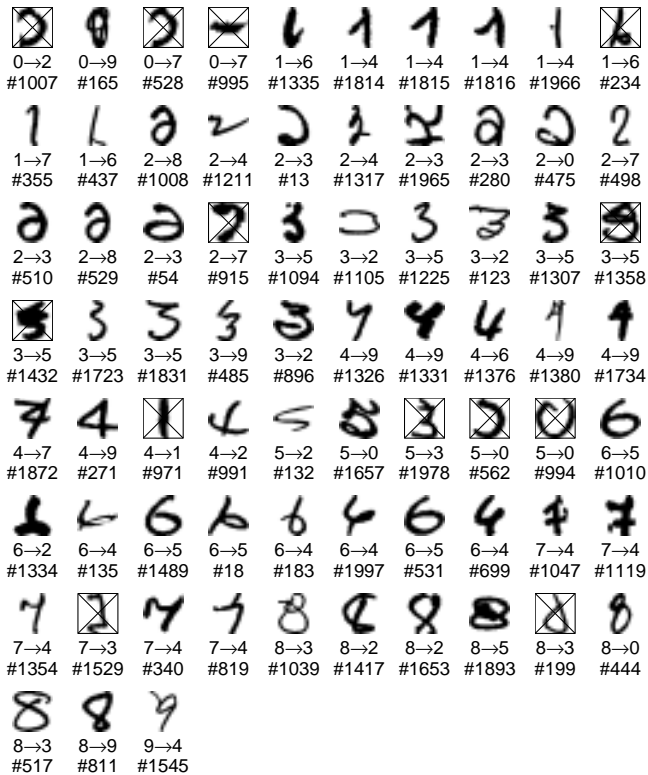 0→2 0→9 0→7 0→7 1→6 1→4 1→4 1→4 1→4 1→6
#1007 #165 #528 #995 #1335 #1814 #1815 #1816 #1966 #234
1→7 1→6 2→8 2→4 2→3 2→4 2→3 2→3 2→0 2→7
#355 #437 #1008 #1211 #13 #1317 #1965 #280 #475 #498
2→3 2→8 2→3 2→7 3→5 3→2 3→5 3→2 3→5 3→5
#510 #529 #54 #915 #1094 #1105 #1225 #123 #1307 #1358
3→5 3→5 3→5 3→9 3→2 4→9 4→9 4→6 4→9 4→9
#1432 #1723 #1831 #485 #896 #1326 #1331 #1376 #1380 #1734
4→7 4→9 4→1 4→2 5→2 5→0 5→3 5→0 5→0 6→5
#1872 #271 #971 #991 #132 #1657 #1978 #562 #994 #1010
6→2 6→4 6→5 6→5 6→4 6→4 6→5 6→4 7→4 7→4
#1334 #135 #1489 #18 #183 #1997 #531 #699 #1047 #1119
7→4 7→3 7→4 7→4 8→3 8→2 8→2 8→5 8→3 8→0
#1354 #1529 #340 #819 #1039 #1417 #1653 #1893 #199 #444
8→3 8→9 9→4
#517 #811 #1545